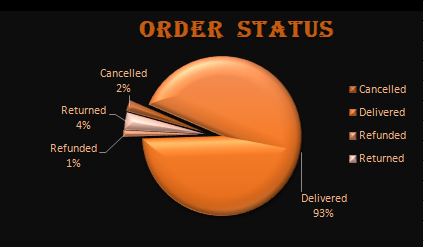 ORDER STATUS
Cancelled
2%
Returned
4%
Refunded
1%
Delivered
93%
Cancelled
Delivered
Refunded
Returned